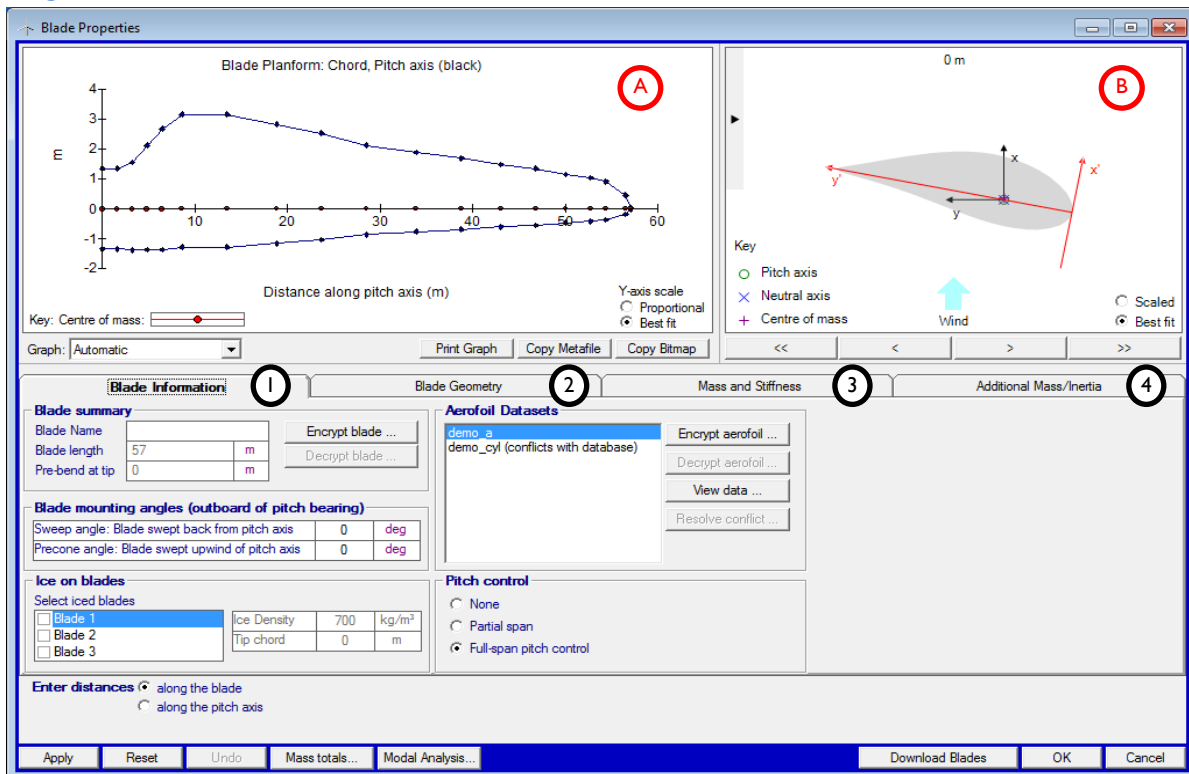 Blade Properties
Blade Planform: Chord, Pitch axis (black)
A
4
3
2
1
0
-1
-2
m
10
20
30
40
50
60
Distance along pitch axis (m)
Key: Centre of mass:
Y-axis scale
Proportional
Best fit
Graph: Automatic
Print Graph
Copy Metafile
Copy Bitmap
0 m
B
x
x'
y'
y
Key
Pitch axis
Neutral axis
Centre of mass
Wind
Scaled
Best fit
<<
<
>
>>
Blade Information 1
Blade Geometry 2
Mass and Stiffness 3
Additional Mass/Inertia 4
Blade summary
Blade Name
Encrypt blade ...
Blade length 57 m
Decrypt blade ...
Pre-bend at tip 0 m
Blade mounting angles (outboard of pitch bearing)
Sweep angle: Blade swept back from pitch axis 0 deg
Precone angle: Blade swept upwind of pitch axis 0 deg
Ice on blades
Select iced blades
Blade 1
Blade 2
Blade 3
Ice Density 700 kg/m³
Tip chord 0 m
Aerofoil Datasets
demo_a
demo_cyl (conflicts with database)
Encrypt aerofoil ...
Decrypt aerofoil ...
View data ...
Resolve conflict ...
Pitch control
None
Partial span
Full-span pitch control
Enter distances along the blade
along the pitch axis
Apply
Reset
Undo
Mass totals...
Modal Analysis...
Download Blades
OK
Cancel